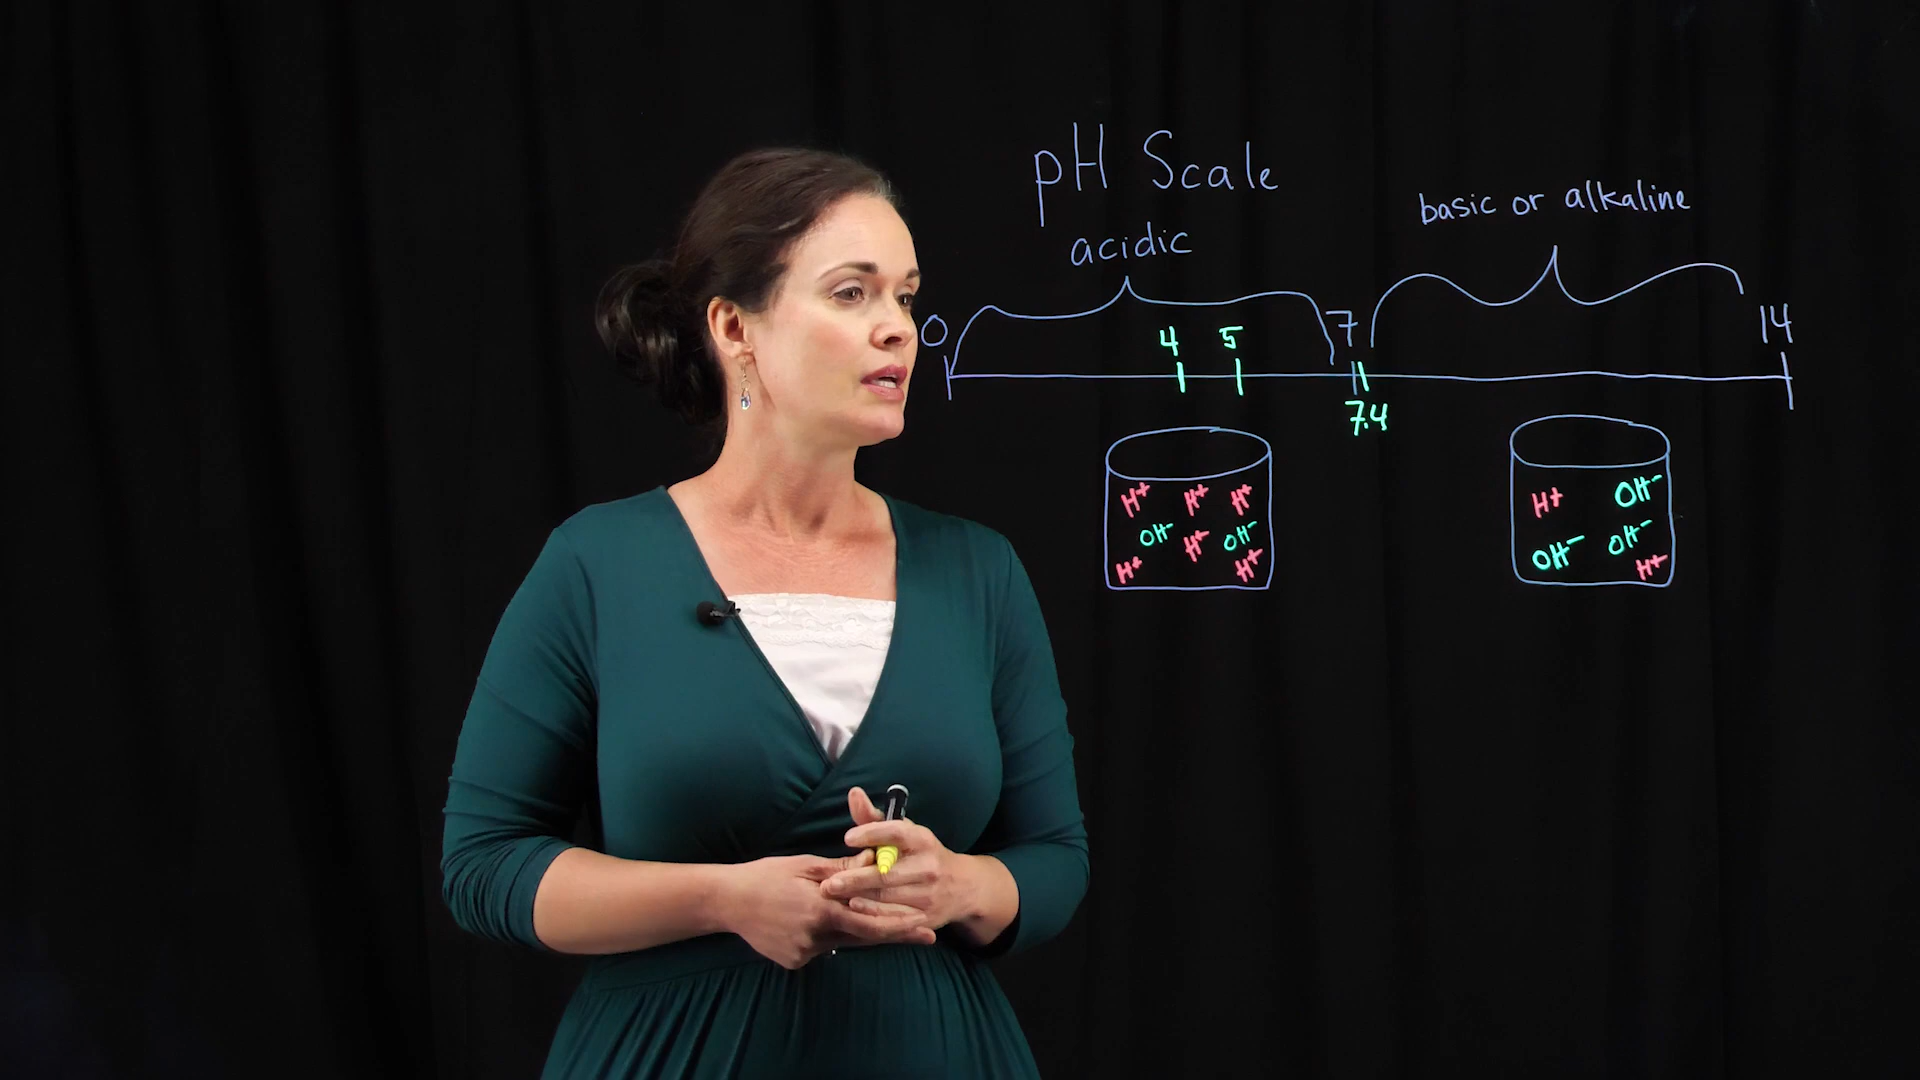 pH Scale
acidic
basic or alkaline
0 4 5 7 14
7.4
H⁺ H⁺ H⁺
OH⁻ H⁺ OH⁻
H⁺ H⁺
H⁺ OH⁻
OH⁻ OH⁻
H⁺